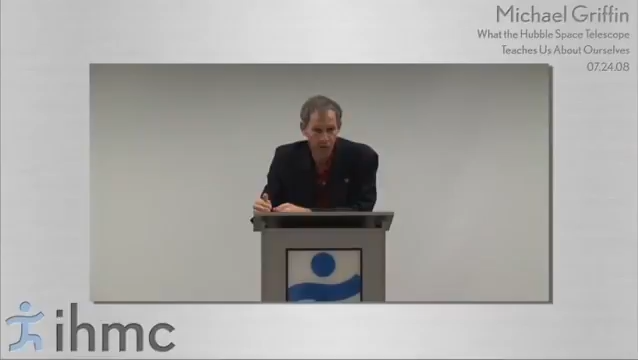 Michael Griffin
What the Hubble Space Telescope
Teaches Us About Ourselves
07.24.08
ihmc